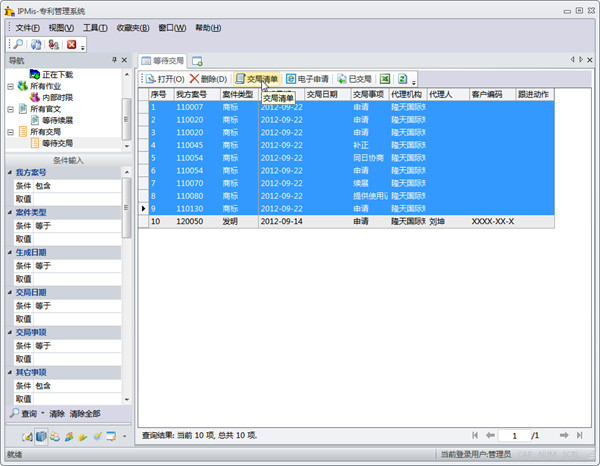 IPMis-专利管理系统
文件(F) 视图(V) 工具(T) 收藏夹(B) 窗口(W) 帮助(H)
导航
正在下载
所有作业
内部时限
所有官文
等待续展
所有交局
等待交局
条件输入
我方案号
条件 包含
取值
案件类型
条件 等于
取值
生成日期
条件 等于
取值
交局日期
条件 等于
取值
交局事项
条件 等于
取值
其它事项
条件 包含
取值
查询 清除 清除全部
等待交局
打开(O) 删除(D) 交局清单 电子申请 已交局
交局清单
序号 我方案号 案件类型 交局日期 交局事项 代理机构 代理人 客户编码 跟进动作
1 110007 商标 2012-09-22 申请 隆天国际知
2 110020 商标 2012-09-22 申请 隆天国际知
3 110020 商标 2012-09-22 申请 隆天国际知
4 110045 商标 2012-09-22 补正 隆天国际知
5 110054 商标 2012-09-22 同日协商 隆天国际知
6 110054 商标 2012-09-22 申请 隆天国际知
7 110070 商标 2012-09-22 续展 隆天国际知
8 110080 商标 2012-09-22 提供使用证 隆天国际知
9 110130 商标 2012-09-22 申请 隆天国际知
10 120050 发明 2012-09-14 申请 隆天国际知 刘坤 XXXX-XX-X
查询结果: 当前 10 项, 总共 10 项.
1 /1
就绪
当前登录用户:管理员 CAP NUM SCRL